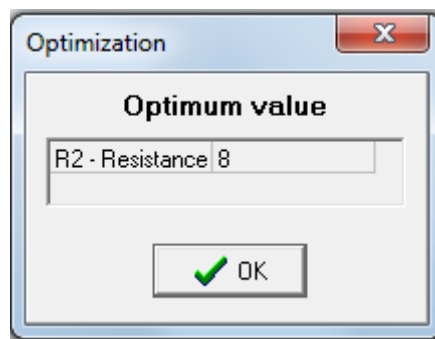 Optimization
Optimum value
R2 - Resistance 8
OK